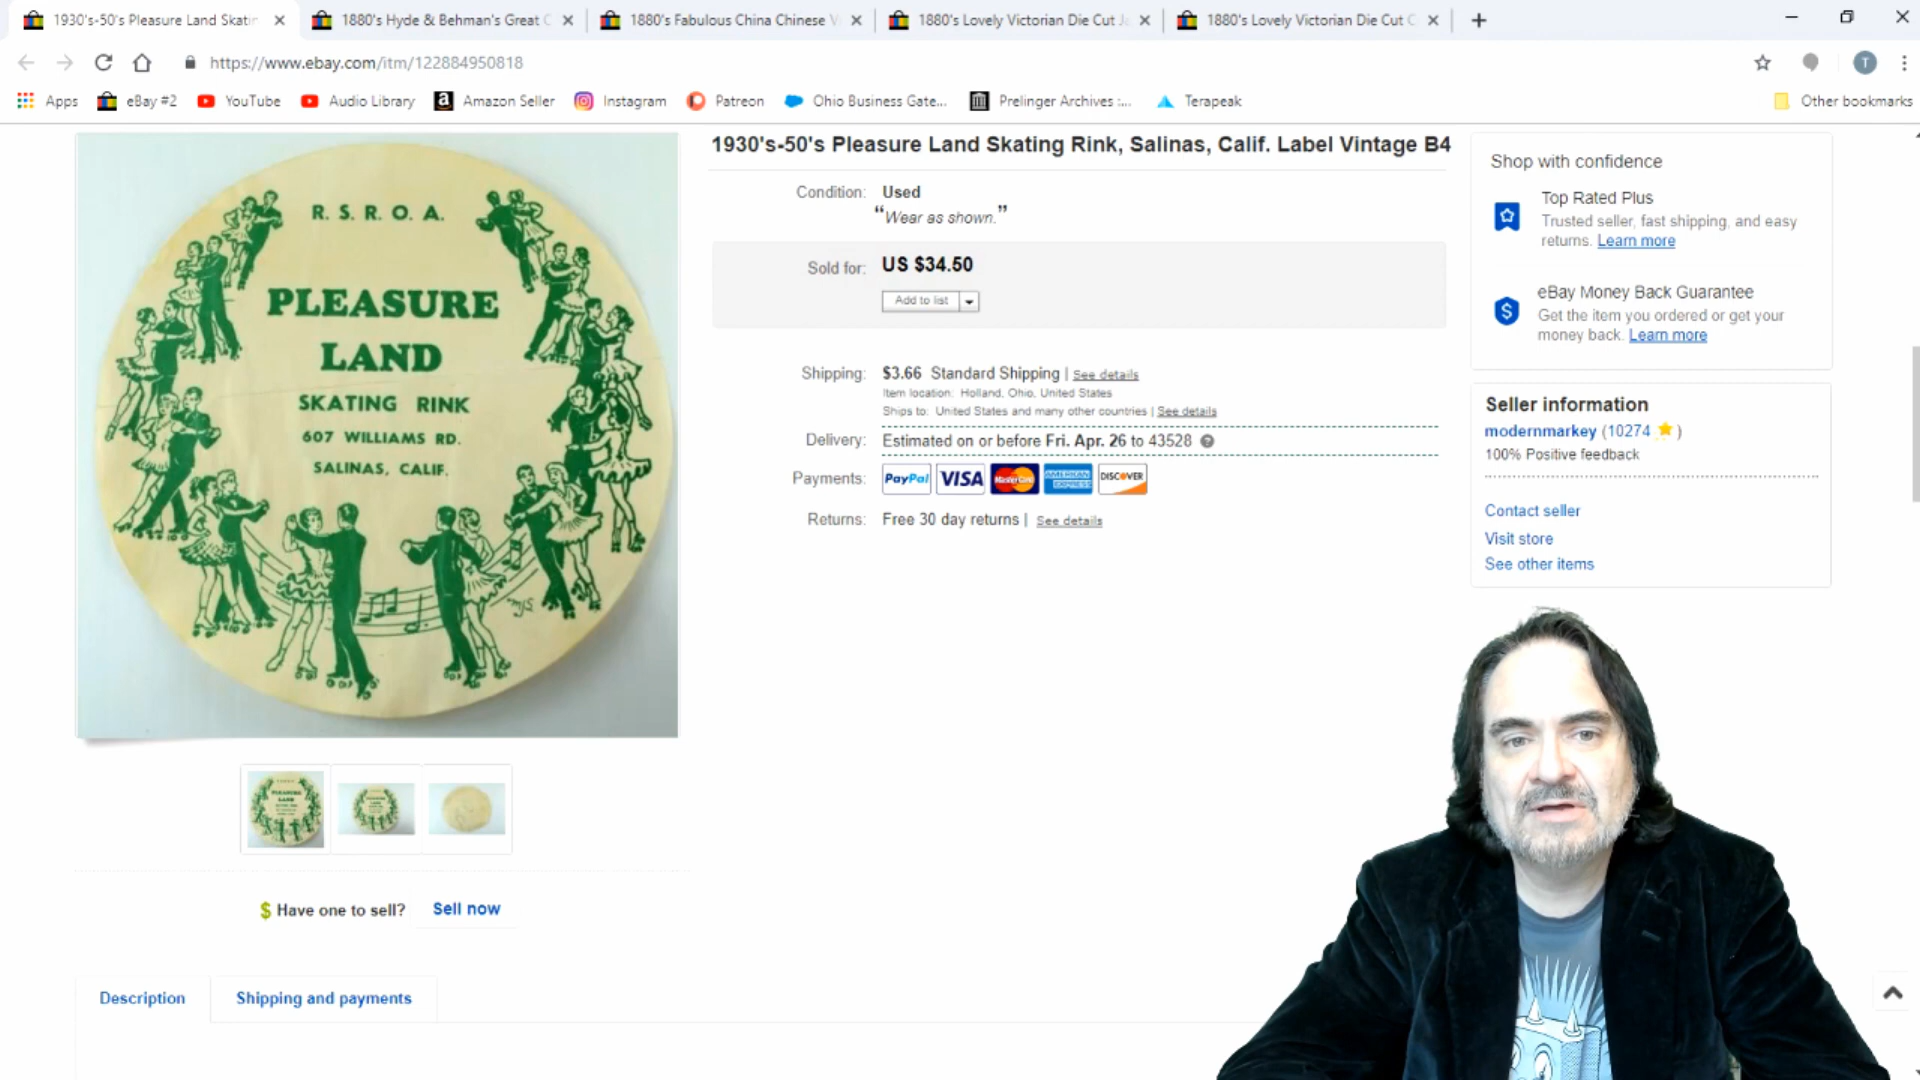 1930's-50's Pleasure Land Skatin
1880's Hyde & Behman's Great C
1880's Fabulous China Chinese V
1880's Lovely Victorian Die Cut J
1880's Lovely Victorian Die Cut C
https://www.ebay.com/itm/122884950818
T
Apps
eBay #2
YouTube
Audio Library
Amazon Seller
Instagram
Patreon
Ohio Business Gate...
Prelinger Archives :...
Terapeak
Other bookmarks
R. S. R. O. A.
PLEASURE
LAND
SKATING RINK
607 WILLIAMS RD.
SALINAS, CALIF.
MJS
1930's-50's Pleasure Land Skating Rink, Salinas, Calif. Label Vintage B4
Condition: Used
“Wear as shown.”
Sold for: US $34.50
Add to list
Shipping: $3.66 Standard Shipping | See details
Item location: Holland, Ohio, United States
Ships to: United States and many other countries | See details
Delivery: Estimated on or before Fri. Apr. 26 to 43528
Payments: PayPal VISA MasterCard AMERICAN EXPRESS DISCOVER
Returns: Free 30 day returns | See details
Shop with confidence
Top Rated Plus
Trusted seller, fast shipping, and easy
returns. Learn more
eBay Money Back Guarantee
Get the item you ordered or get your
money back. Learn more
Seller information
modernmarkey (10274 )
100% Positive feedback
Contact seller
Visit store
See other items
$ Have one to sell? Sell now
Description
Shipping and payments